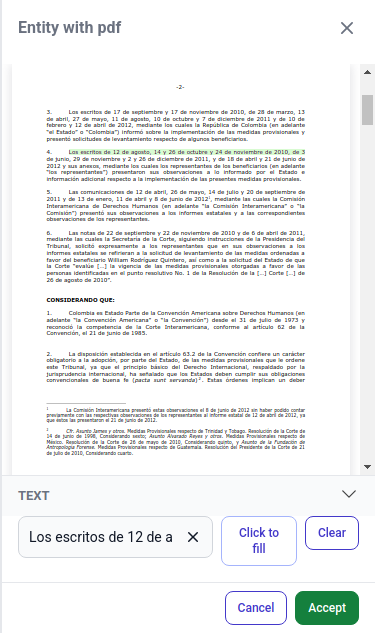 Entity with pdf
-2-
3. Los escritos de 17 de septiembre y 17 de noviembre de 2010, de 28 de marzo, 13
de abril, 27 de mayo, 11 de agosto, 10 de octubre y 7 de diciembre de 2011 y de 10 de
febrero y 12 de abril de 2012, mediante los cuales la República de Colombia (en adelante
"el Estado" o "Colombia") informó sobre la implementación de las medidas provisionales y
presentó solicitudes de levantamiento respecto de algunos beneficiarios.
4. Los escritos de 12 de agosto, 14 y 26 de octubre y 24 de noviembre de 2010, de 3
de junio, 29 de noviembre y 2 y 26 de diciembre de 2011, y de 18 de abril y 21 de junio de
2012 y sus anexos, mediante los cuales los representantes de los beneficiarios (en adelante
"los representantes") presentaron sus observaciones a lo informado por el Estado e
información adicional respecto a la implementación de las presentes medidas provisionales.
5. Las comunicaciones de 12 de abril, 26 de mayo, 14 de julio y 20 de septiembre de
2011 y de 13 de enero, 11 de abril y 8 de junio de 2012¹, mediante las cuales la Comisión
Interamericana de Derechos Humanos (en adelante "la Comisión Interamericana" o "la
Comisión") presentó sus observaciones a los informes estatales y a las correspondientes
observaciones de los representantes.
6. Las notas de 22 de septiembre y 22 de noviembre de 2010 y de 6 de abril de 2011,
mediante las cuales la Secretaría de la Corte, siguiendo instrucciones de la Presidencia del
Tribunal, solicitó expresamente a los representantes que en sus observaciones a los
informes estatales se refirieran a la solicitud de levantamiento de las medidas ordenadas a
favor del beneficiario William Rodríguez Quintero, así como a la solicitud del Estado de que
la Corte "evalúe [...] la vigencia de las medidas provisionales otorgadas a favor de las
personas identificadas en el punto resolutivo No. 1 de la Resolución de la [...] Corte [...] de
26 de agosto de 2010".
CONSIDERANDO QUE:
1. Colombia es Estado Parte de la Convención Americana sobre Derechos Humanos (en
adelante "la Convención Americana" o "la Convención") desde el 31 de julio de 1973 y
reconoció la competencia de la Corte Interamericana, conforme al artículo 62 de la
Convención, el 21 de junio de 1985.
2. La disposición establecida en el artículo 63.2 de la Convención confiere un carácter
obligatorio a la adopción, por parte del Estado, de las medidas provisionales que le ordene
este Tribunal, ya que el principio básico del Derecho Internacional, respaldado por la
jurisprudencia internacional, ha señalado que los Estados deben cumplir sus obligaciones
convencionales de buena fe (pacta sunt servanda)². Estas órdenes implican un deber
¹ La Comisión Interamericana presentó estas observaciones el 8 de junio de 2012 sin haber podido contar
previamente con las respectivas observaciones de los representantes al informe estatal de 12 de abril de 2012, ya
que éstos las presentaron el 21 de junio de 2012.
² Cfr. Asunto James y otros. Medidas Provisionales respecto de Trinidad y Tobago. Resolución de la Corte de
14 de junio de 1998, Considerando sexto; Asunto Alvarado Reyes y otros. Medidas Provisionales respecto de
México. Resolución de la Corte de 26 de mayo de 2010, Considerando quinto, y Asunto de la Fundación de
Antropología Forense. Medidas Provisionales respecto de Guatemala. Resolución del Presidente de la Corte de 21
de julio de 2010, Considerando cuarto.
TEXT
Los escritos de 12 de a
Click to
fill
Clear
Cancel
Accept